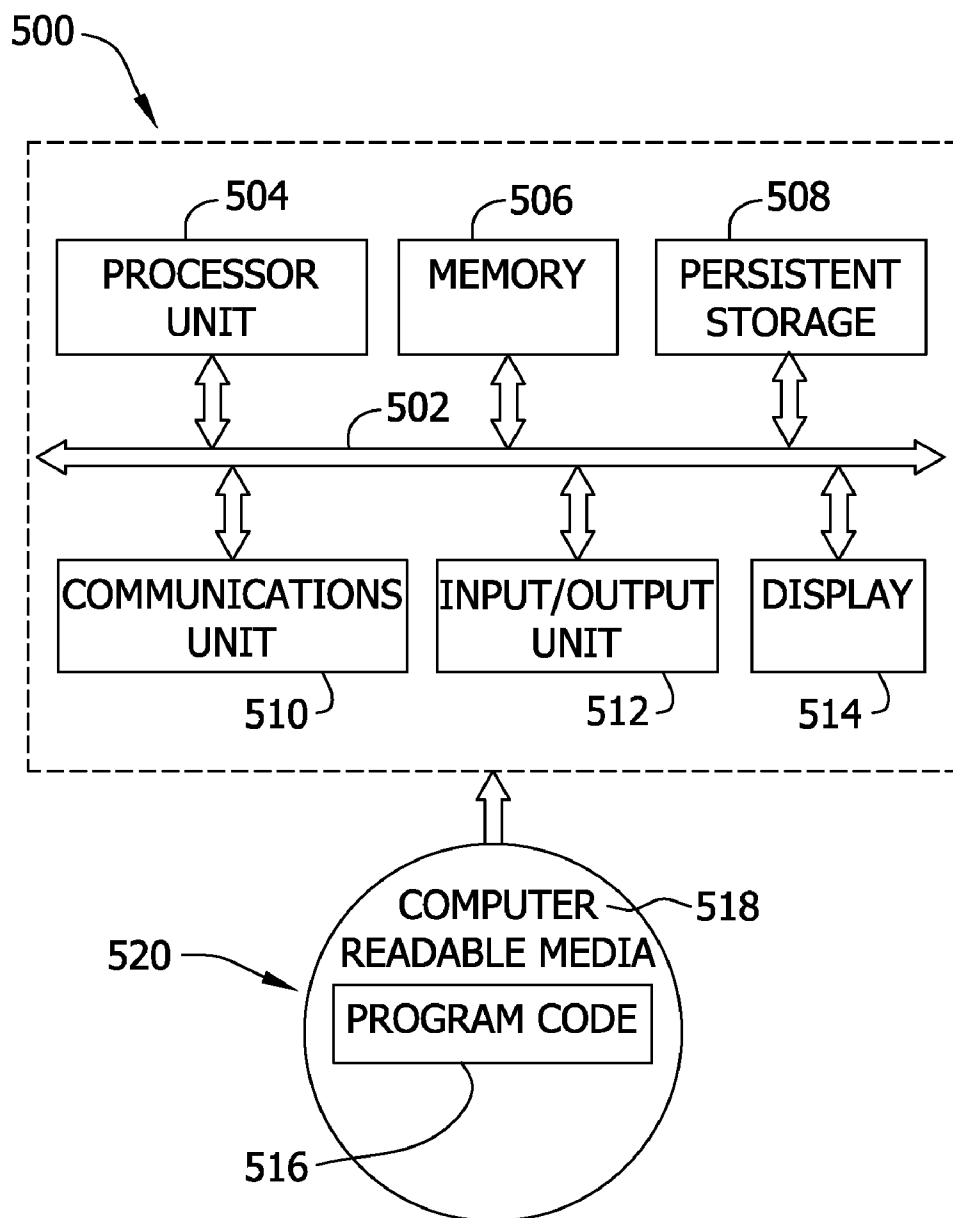 500
504
506
508
PROCESSOR
UNIT
MEMORY
PERSISTENT
STORAGE
502
COMMUNICATIONS
UNIT
INPUT/OUTPUT
UNIT
DISPLAY
510
512
514
COMPUTER
518
READABLE MEDIA
520
PROGRAM CODE
516